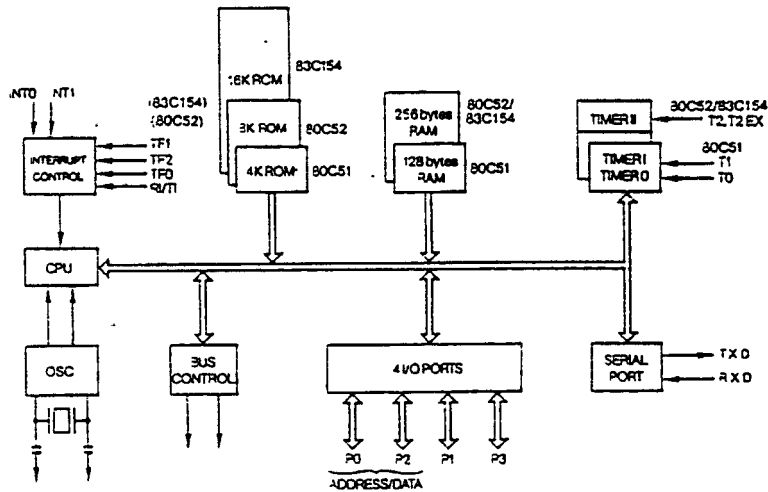 INT0
INT1
(83C154)
(80C52)
INTERRUPT
CONTROL
TF1
TF2
TF0
RI/TI
16K ROM
83C154
8K ROM
80C52
4K ROM
80C51
256 bytes
RAM
80C52/
83C154
128 bytes
RAM
80C51
TIMER II
80C52/83C154
T2, T2 EX
80C51
TIMER I
TIMER 0
T1
T0
CPU
OSC
BUS
CONTROL
4 I/O PORTS
SERIAL
PORT
TXD
RXD
P0
P2
P1
P3
ADDRESS/DATA